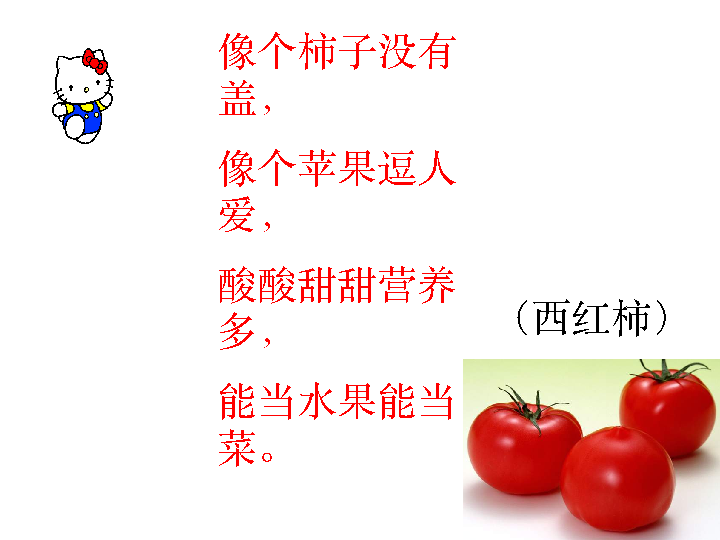 像个柿子没有
盖，
像个苹果逗人
爱，
酸酸甜甜营养
多，
（西红柿）
能当水果能当
菜。